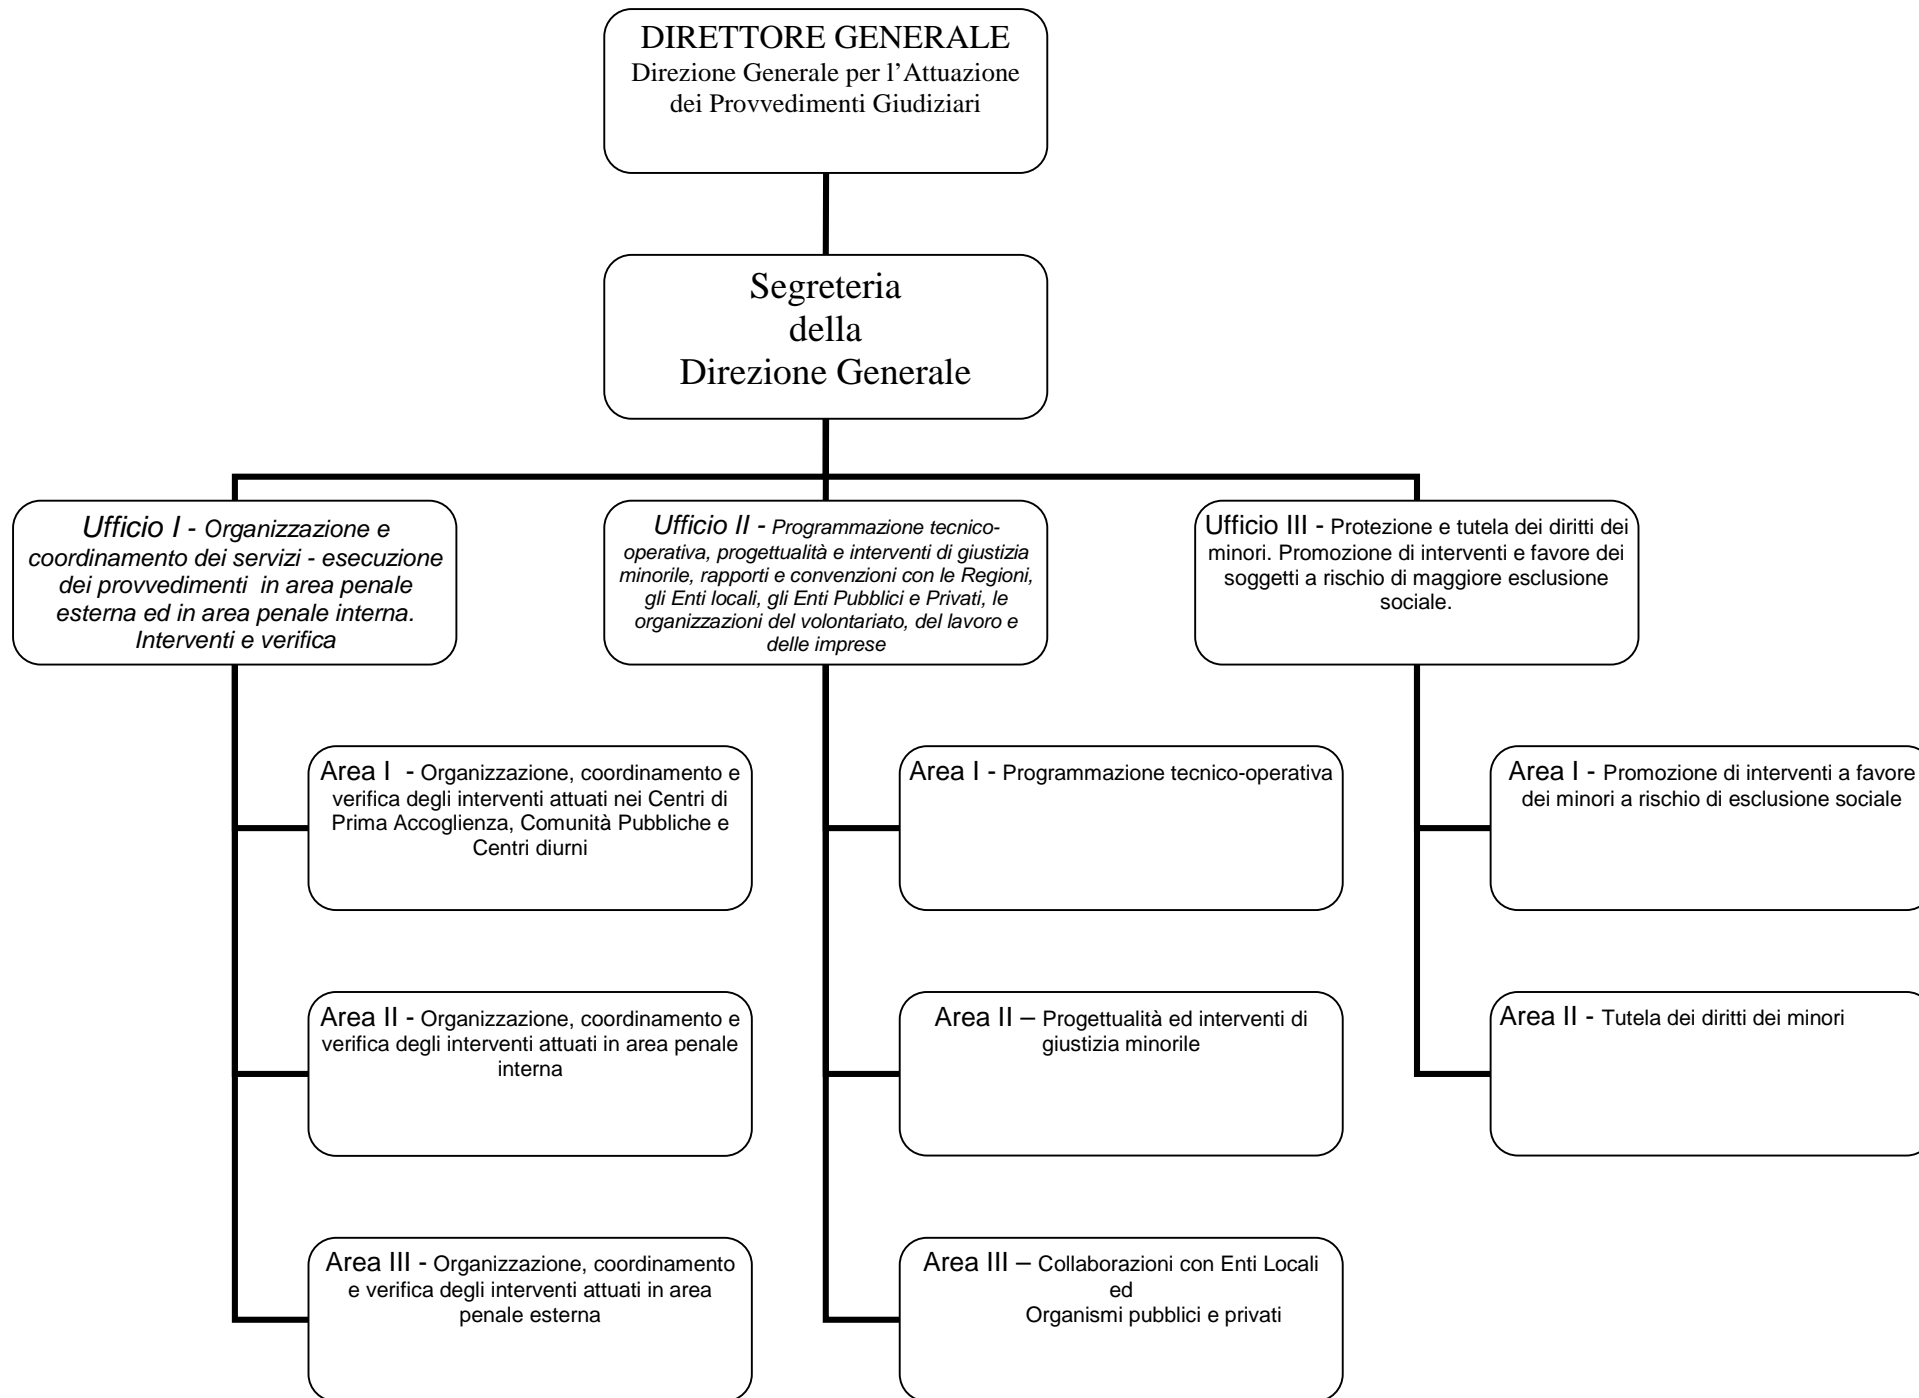 DIRETTORE GENERALE
Direzione Generale per l'Attuazione
dei Provvedimenti Giudiziari
Segreteria
della
Direzione Generale
Ufficio I - Organizzazione e
coordinamento dei servizi - esecuzione
dei provvedimenti in area penale
esterna ed in area penale interna.
Interventi e verifica
Ufficio II - Programmazione tecnico-
operativa, progettualità e interventi di giustizia
minorile, rapporti e convenzioni con le Regioni,
gli Enti locali, gli Enti Pubblici e Privati, le
organizzazioni del volontariato, del lavoro e
delle imprese
Ufficio III - Protezione e tutela dei diritti dei
minori. Promozione di interventi e favore dei
soggetti a rischio di maggiore esclusione
sociale.
Area I - Organizzazione, coordinamento e
verifica degli interventi attuati nei Centri di
Prima Accoglienza, Comunità Pubbliche e
Centri diurni
Area I - Programmazione tecnico-operativa
Area I - Promozione di interventi a favore
dei minori a rischio di esclusione sociale
Area II - Organizzazione, coordinamento e
verifica degli interventi attuati in area penale
interna
Area II – Progettualità ed interventi di
giustizia minorile
Area II - Tutela dei diritti dei minori
Area III - Organizzazione, coordinamento
e verifica degli interventi attuati in area
penale esterna
Area III – Collaborazioni con Enti Locali
ed
Organismi pubblici e privati